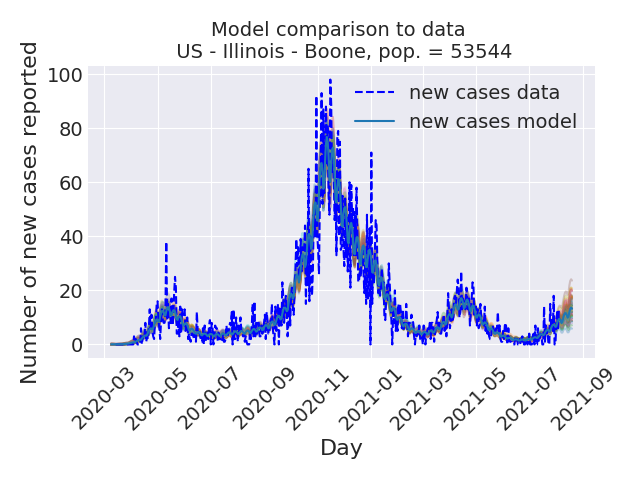 Model comparison to data
US - Illinois - Boone, pop. = 53544
Number of new cases reported
100
80
60
40
20
0
new cases data
new cases model
2020-03
2020-05
2020-07
2020-09
2020-11
2021-01
2021-03
2021-05
2021-07
2021-09
Day